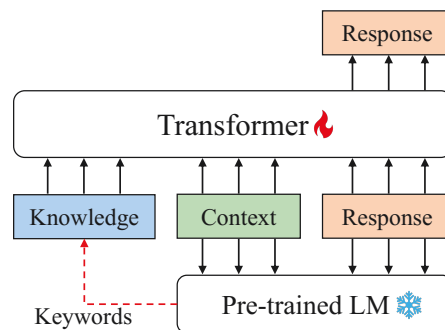 Response
Transformer
Knowledge
Context
Response
Keywords
Pre-trained LM